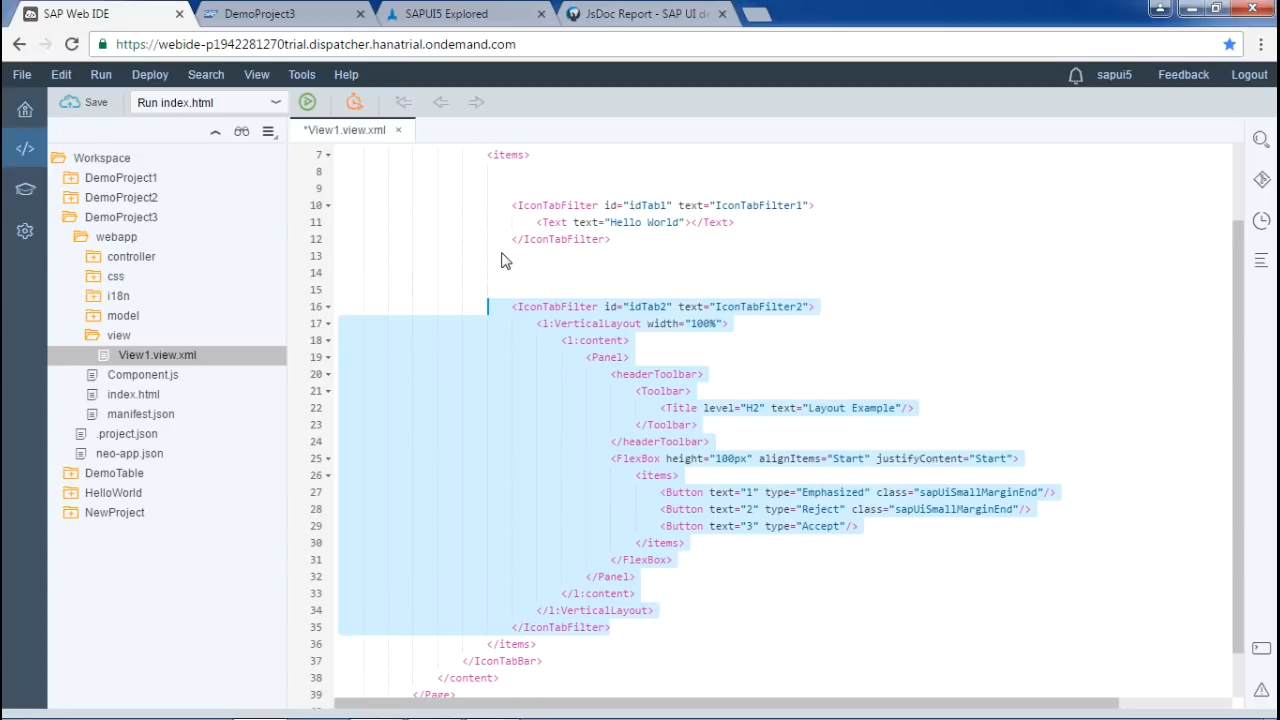 SAP Web IDE
DemoProject3
SAPUI5 Explored
JsDoc Report - SAP UI de
https://webide-p1942281270trial.dispatcher.hanatrial.ondemand.com
File Edit Run Deploy Search View Tools Help
sapui5 Feedback Logout
Save Run index.html
*View1.view.xml
Workspace
DemoProject1
DemoProject2
DemoProject3
webapp
controller
css
i18n
model
view
View1.view.xml
Component.js
index.html
manifest.json
.project.json
neo-app.json
DemoTable
HelloWorld
NewProject
7 <items>
8
9
10 <IconTabFilter id="idTab1" text="IconTabFilter1">
11 <Text text="Hello World"></Text>
12 </IconTabFilter>
13
14
15
16 <IconTabFilter id="idTab2" text="IconTabFilter2">
17 <l:VerticalLayout width="100%">
18 <l:content>
19 <Panel>
20 <headerToolbar>
21 <Toolbar>
22 <Title level="H2" text="Layout Example"/>
23 </Toolbar>
24 </headerToolbar>
25 <FlexBox height="100px" alignItems="Start" justifyContent="Start">
26 <items>
27 <Button text="1" type="Emphasized" class="sapUiSmallMarginEnd"/>
28 <Button text="2" type="Reject" class="sapUiSmallMarginEnd"/>
29 <Button text="3" type="Accept"/>
30 </items>
31 </FlexBox>
32 </Panel>
33 </l:content>
34 </l:VerticalLayout>
35 </IconTabFilter>
36 </items>
37 </IconTabBar>
38 </content>
39 </Page>